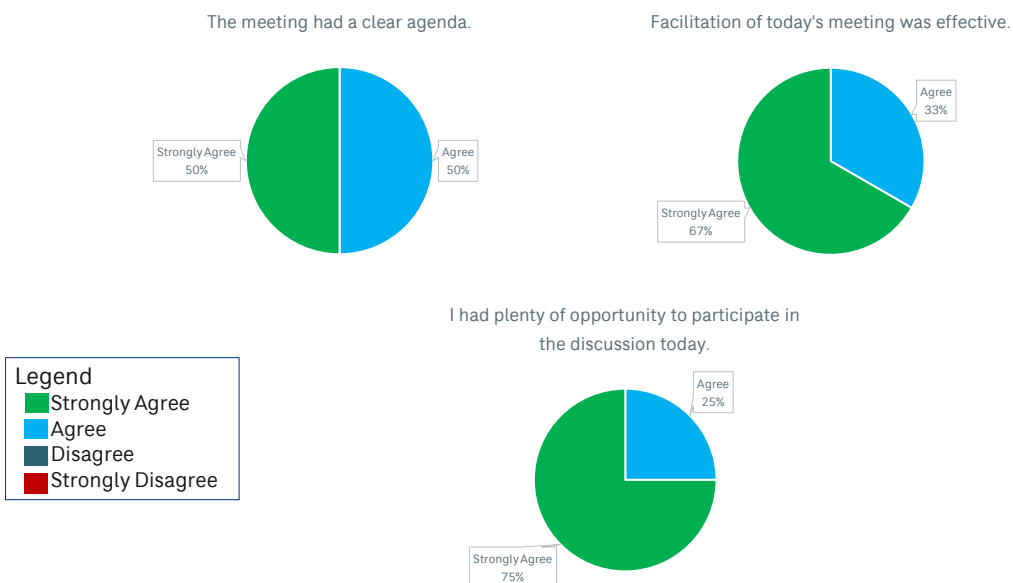 The meeting had a clear agenda.
Strongly Agree
50%
Agree
50%
Facilitation of today's meeting was effective.
Agree
33%
Strongly Agree
67%
I had plenty of opportunity to participate in
the discussion today.
Agree
25%
Strongly Agree
75%
Legend
Strongly Agree
Agree
Disagree
Strongly Disagree